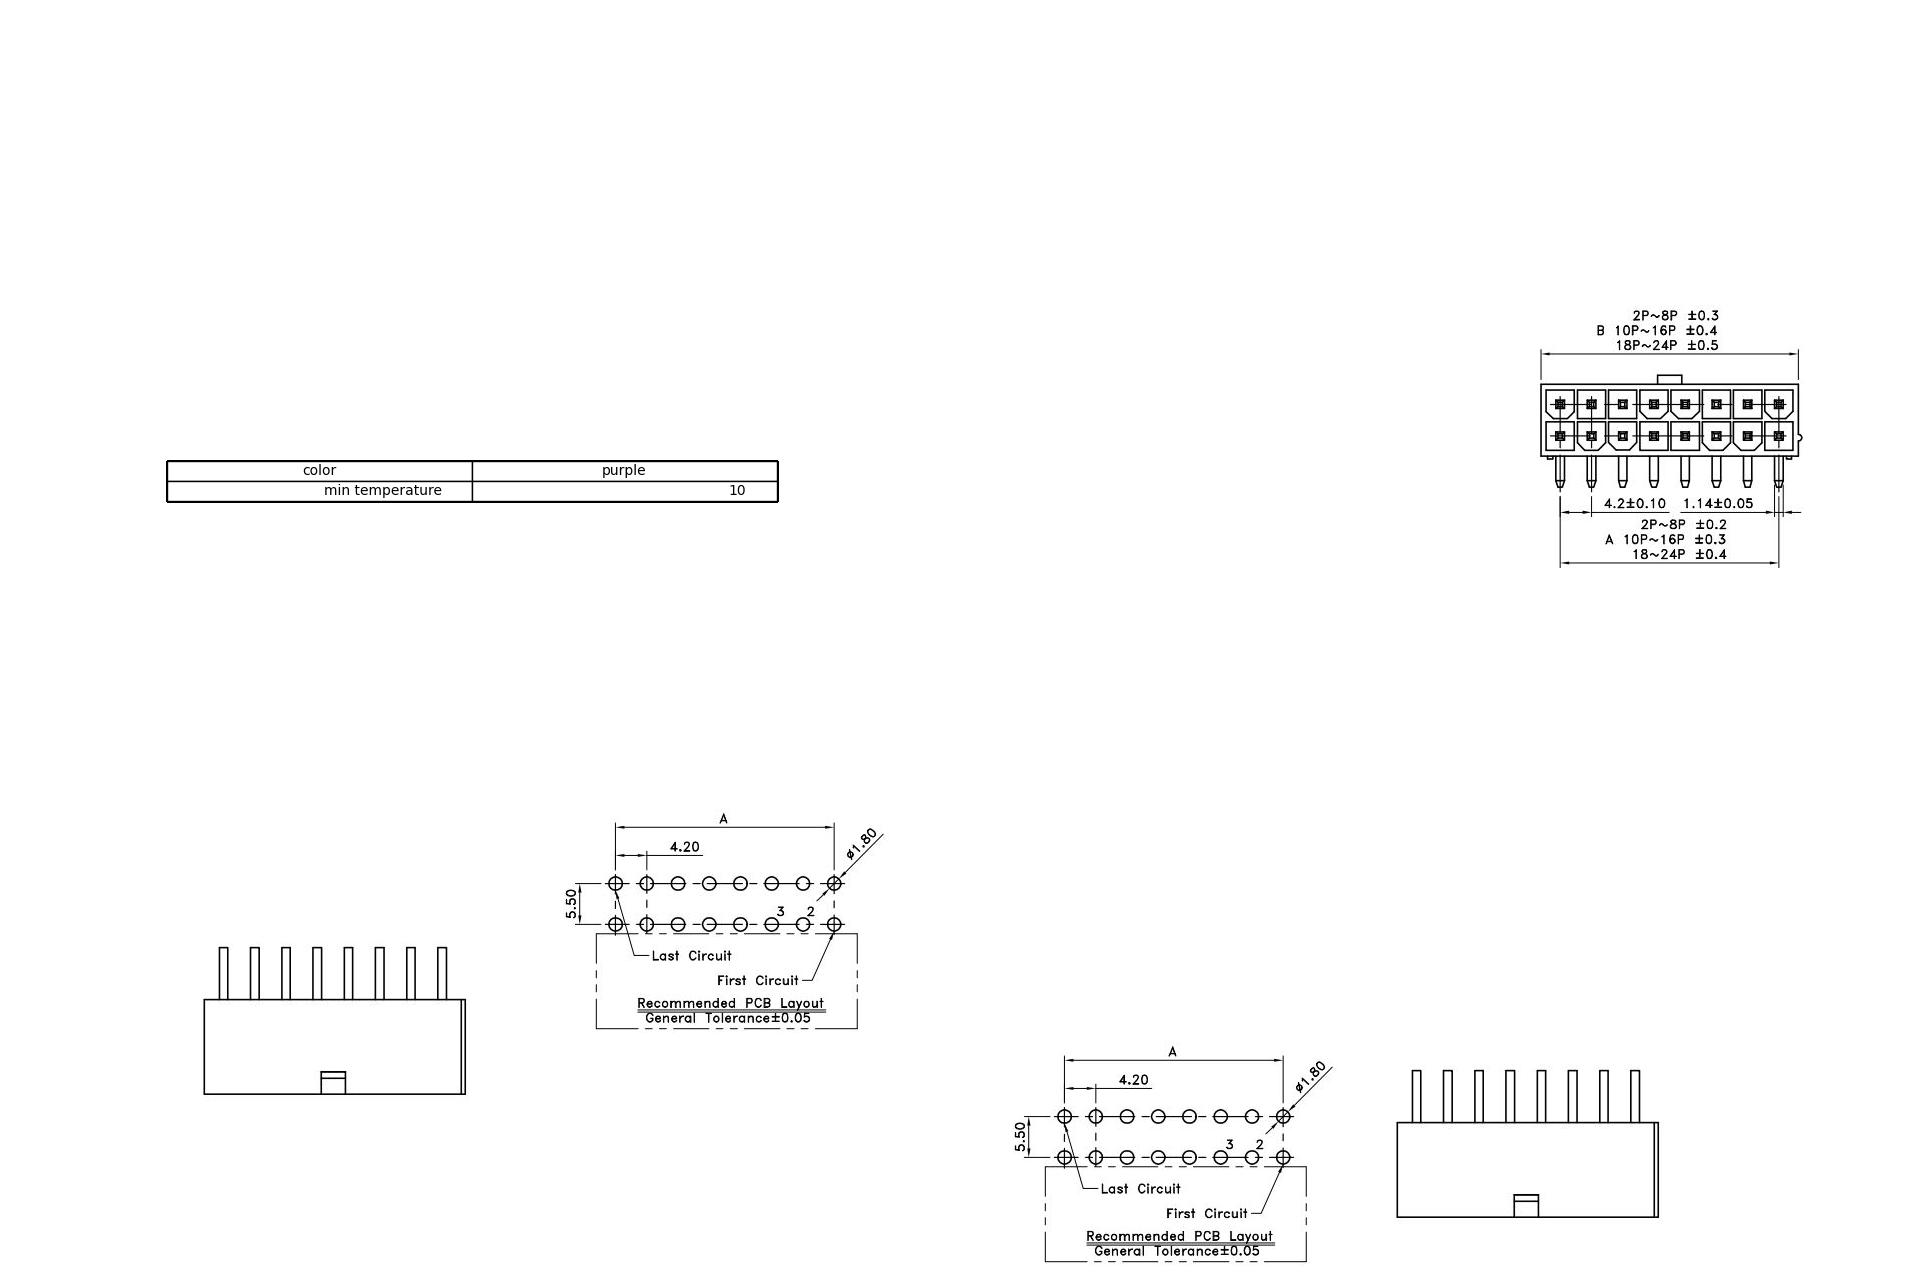 2P~8P ±0.3
B 10P~16P ±0.4
18P~24P ±0.5
color purple
min temperature 10
4.2±0.10 1.14±0.05
2P~8P ±0.2
A 10P~16P ±0.3
18~24P ±0.4
A
4.20
ø1.80
5.50
3 2
Last Circuit
First Circuit
Recommended PCB Layout
General Tolerance±0.05
A
4.20
ø1.80
5.50
3 2
Last Circuit
First Circuit
Recommended PCB Layout
General Tolerance±0.05